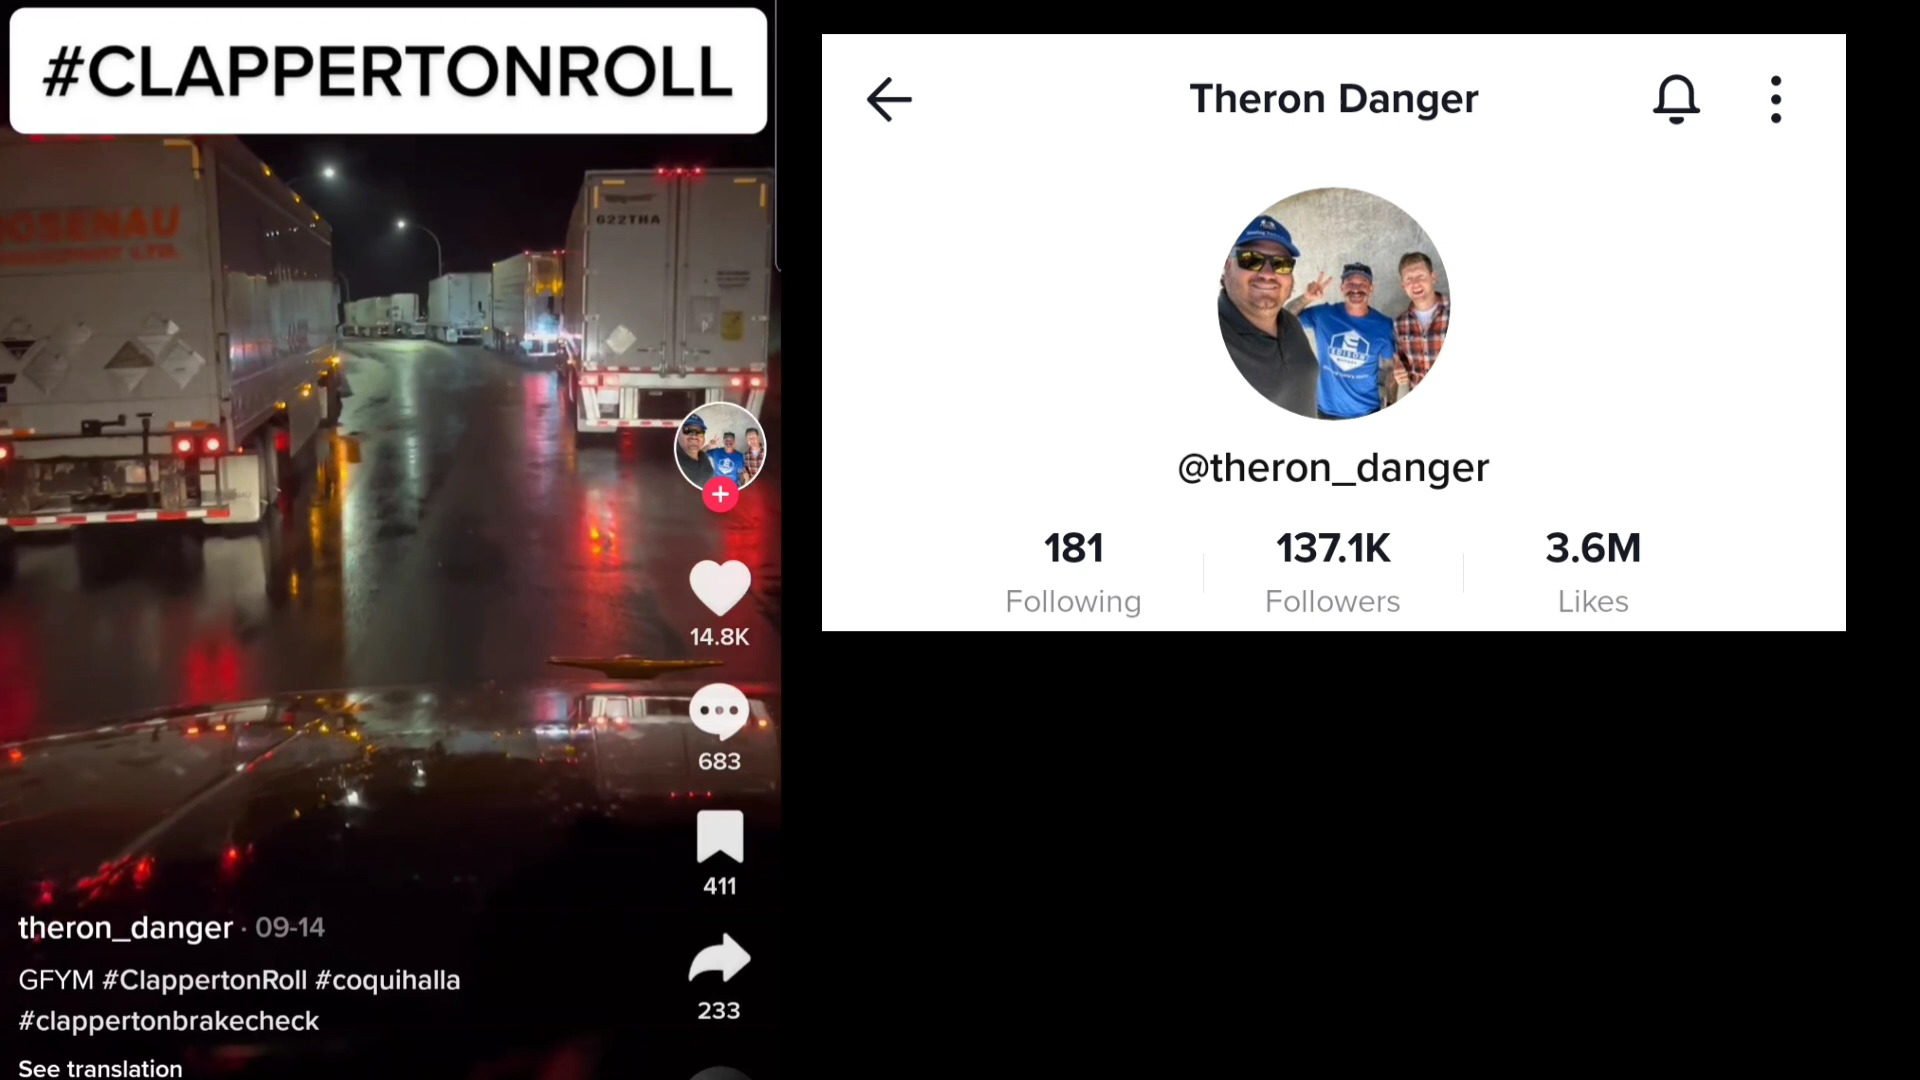 #CLAPPERTONROLL
622THA
14.8K
683
411
233
theron_danger · 09-14
GFYM #ClappertonRoll #coquihalla
#clappertonbrakecheck
See translation
Theron Danger
EDISON
@theron_danger
181
137.1K
3.6M
Following
Followers
Likes